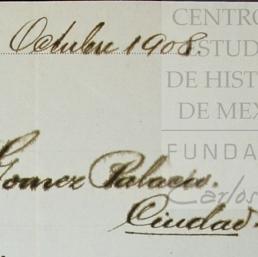 Octubre 1908.
Gomez Palacio.
Ciudad.
CENTRO
ESTUD
DE HIST
DE MEX
FUNDA
Carlos